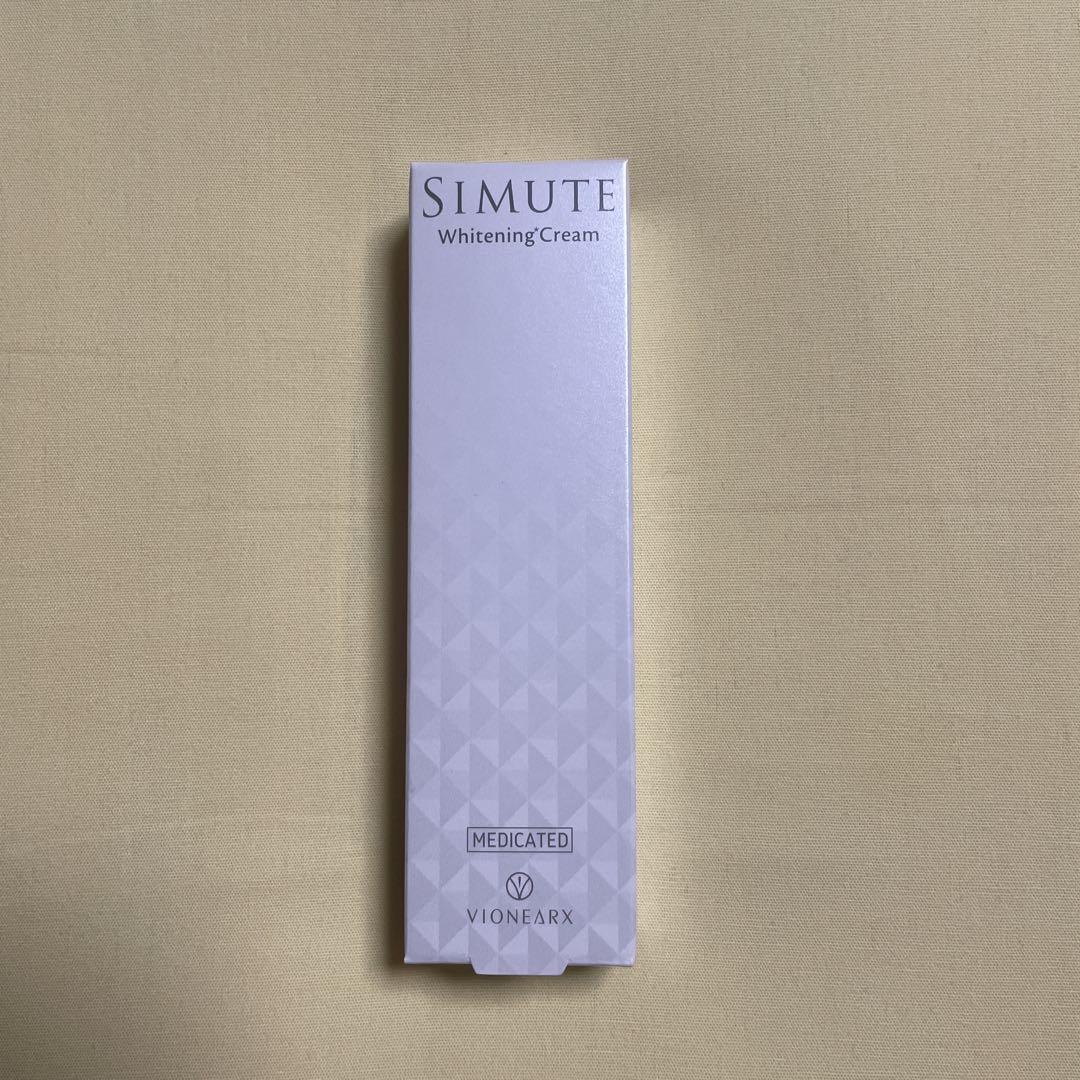 SIMUTE
Whitening*Cream
MEDICATED
VIONEARX